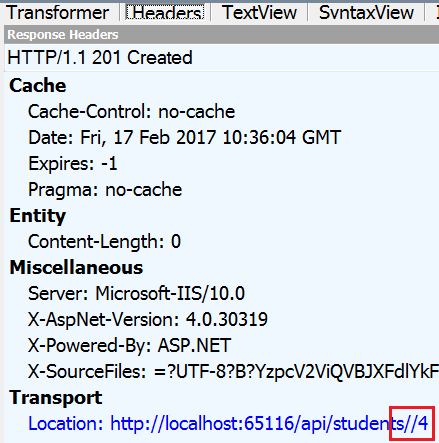 Transformer Headers TextView SyntaxView
Response Headers
HTTP/1.1 201 Created
Cache
Cache-Control: no-cache
Date: Fri, 17 Feb 2017 10:36:04 GMT
Expires: -1
Pragma: no-cache
Entity
Content-Length: 0
Miscellaneous
Server: Microsoft-IIS/10.0
X-AspNet-Version: 4.0.30319
X-Powered-By: ASP.NET
X-SourceFiles: =?UTF-8?B?YzpcV2ViQVBJXFdlYkF
Transport
Location: http://localhost:65116/api/students//4